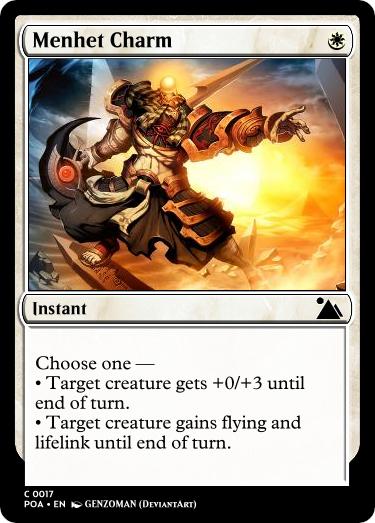 Menhet Charm
Instant
Choose one —
• Target creature gets +0/+3 until
end of turn.
• Target creature gains flying and
lifelink until end of turn.
C 0017
POA • EN GENZOMAN (DeviantArt)